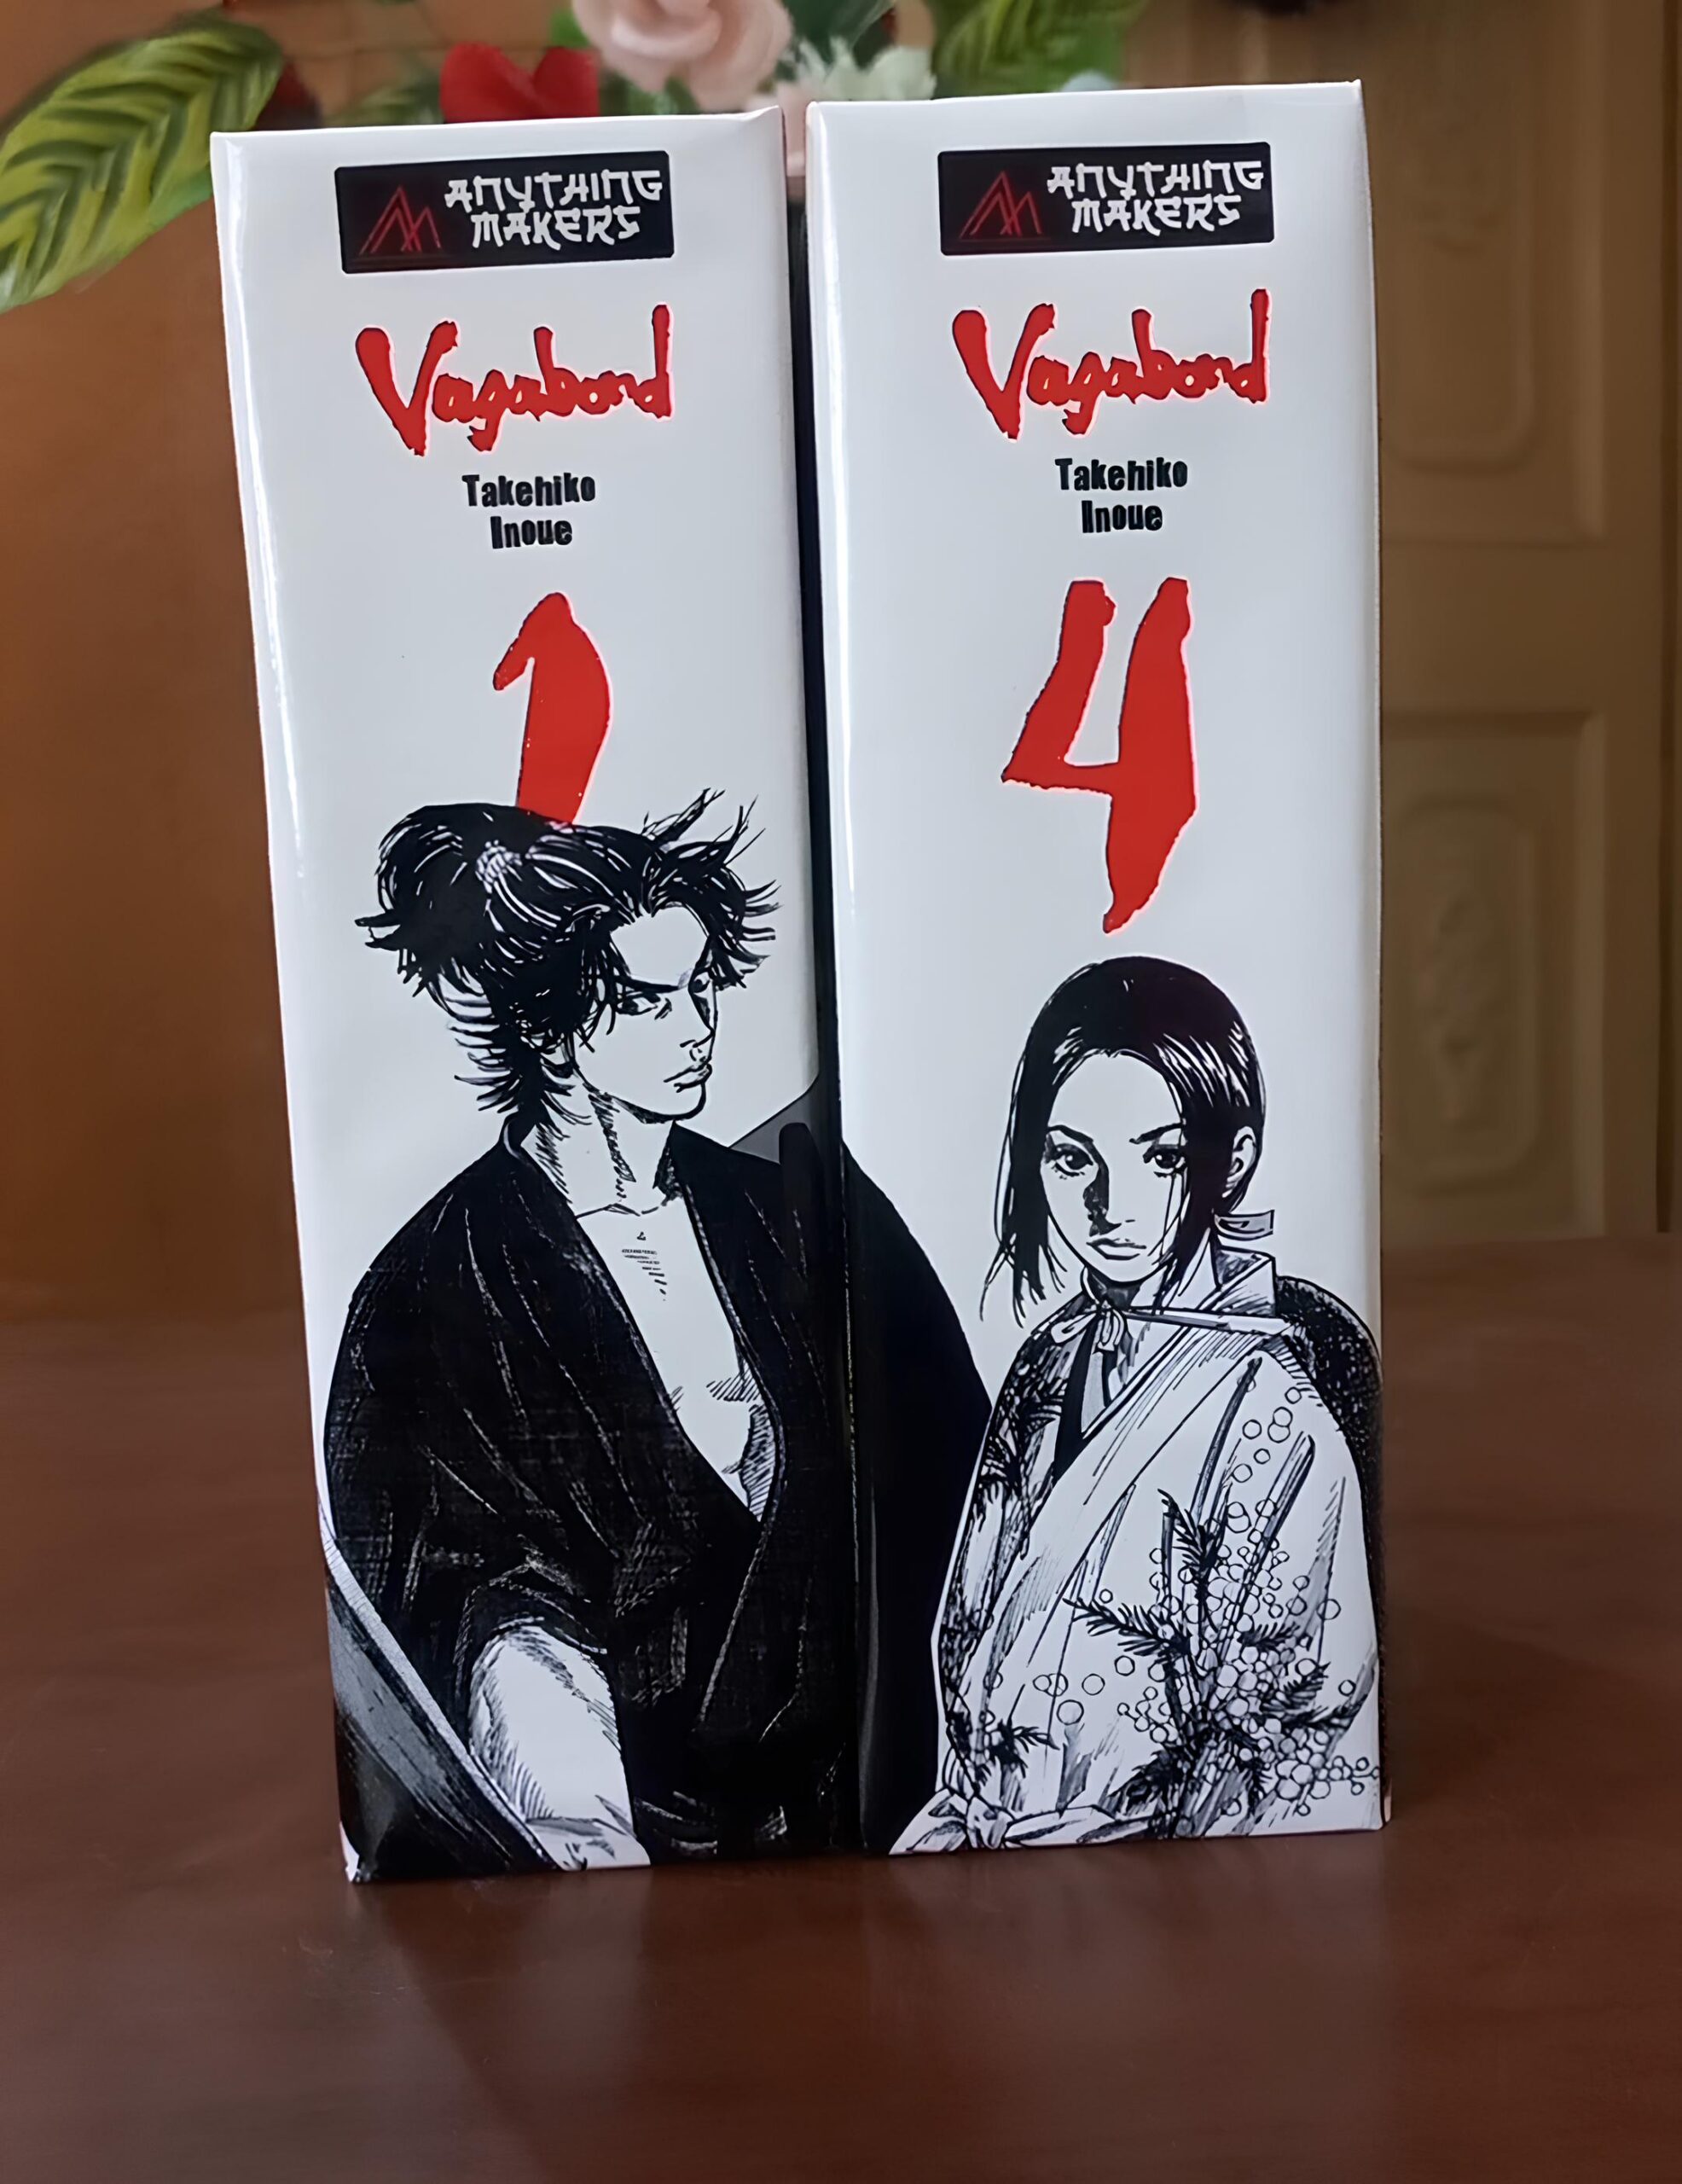 ANYTHING
MAKERS
Vagabond
Takehiko
Inoue
1
ANYTHING
MAKERS
Vagabond
Takehiko
Inoue
4